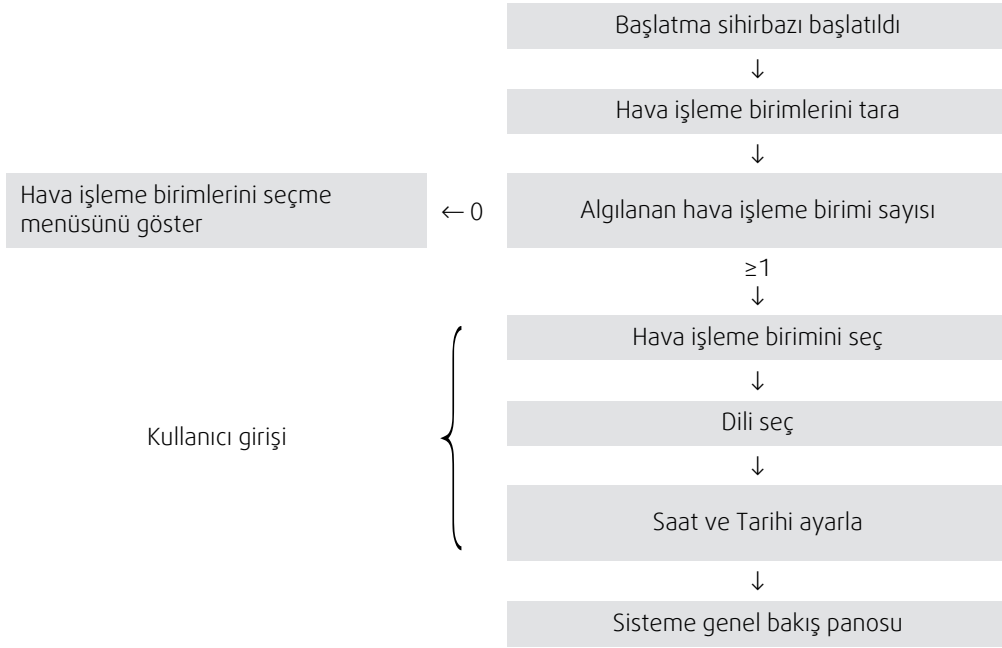 Başlatma sihirbazı başlatıldı
↓
Hava işleme birimlerini tara
↓
Hava işleme birimlerini seçme
menüsünü göster
← 0
Algılanan hava işleme birimi sayısı
≥1
↓
Hava işleme birimini seç
↓
Kullanıcı girişi
Dili seç
↓
Saat ve Tarihi ayarla
↓
Sisteme genel bakış panosu